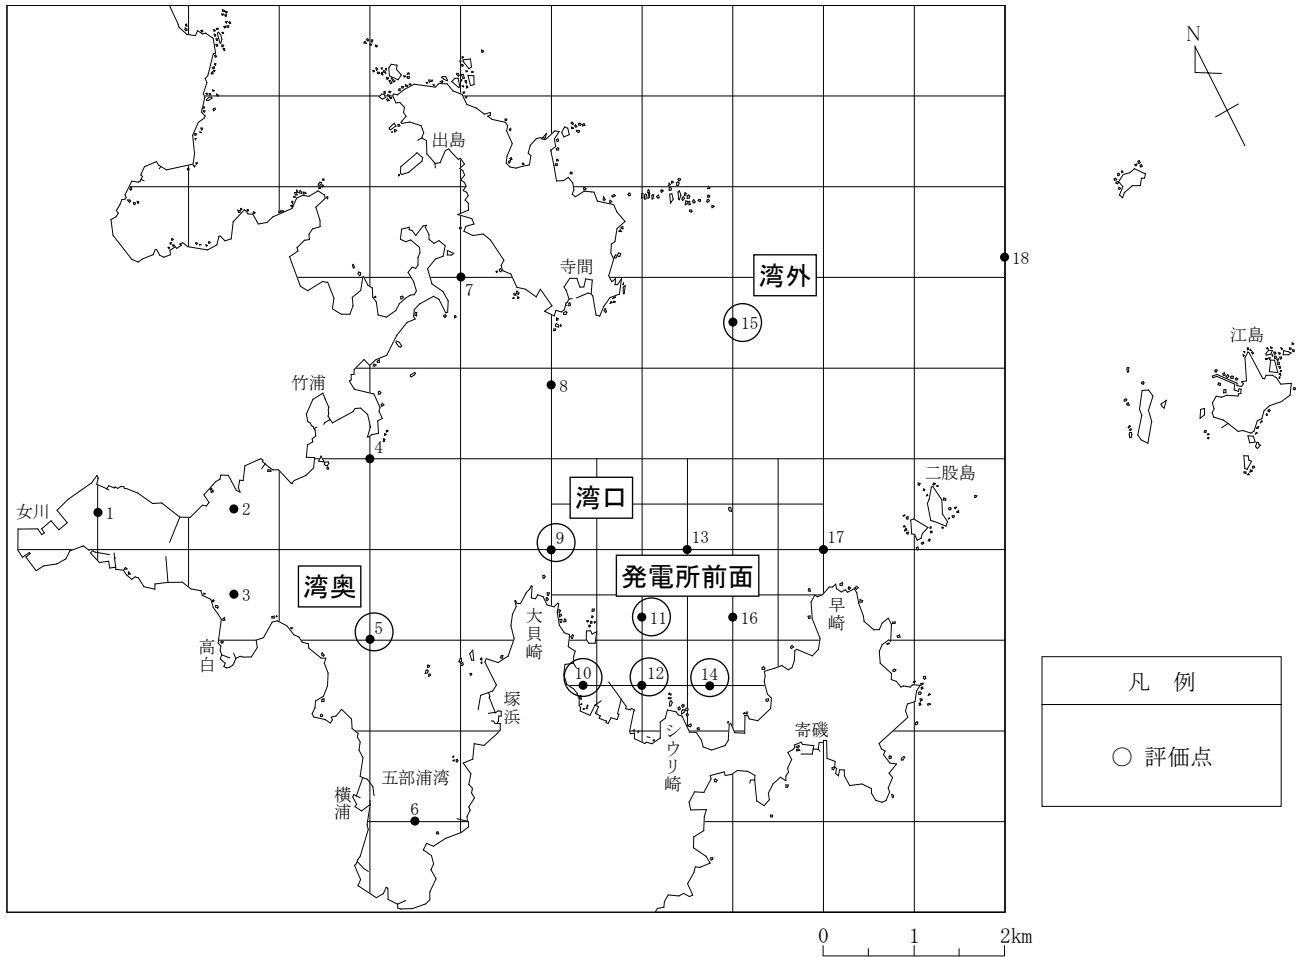 N
出島
寺間
湾外
18
7
15
江島
竹浦
8
4
二股島
湾口
女川
1
2
9
13
17
発電所前面
湾奥
3
5
11
16
早崎
大貝崎
高白
10
12
14
塚浜
シウリ崎
寄磯
凡 例
○ 評価点
五部浦湾
横浦
6
0 1 2km